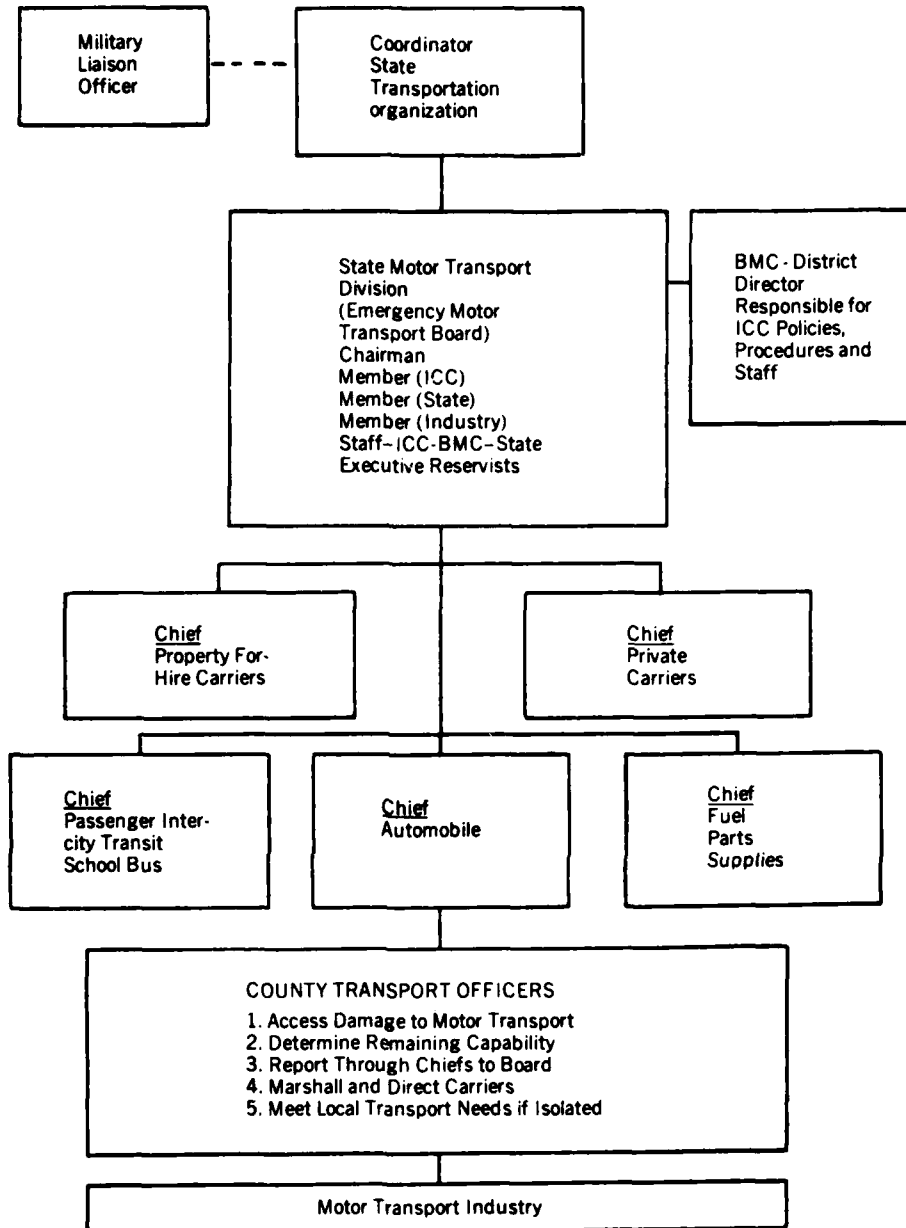 Military
Liaison
Officer
Coordinator
State
Transportation
organization
State Motor Transport
Division
(Emergency Motor
Transport Board)
Chairman
Member (ICC)
Member (State)
Member (Industry)
Staff-ICC-BMC-State
Executive Reservists
BMC - District
Director
Responsible for
ICC Policies,
Procedures and
Staff
Chief
Property For-
Hire Carriers
Chief
Private
Carriers
Chief
Passenger Inter-
city Transit
School Bus
Chief
Automobile
Chief
Fuel
Parts
Supplies
COUNTY TRANSPORT OFFICERS
1. Access Damage to Motor Transport
2. Determine Remaining Capability
3. Report Through Chiefs to Board
4. Marshall and Direct Carriers
5. Meet Local Transport Needs if Isolated
Motor Transport Industry